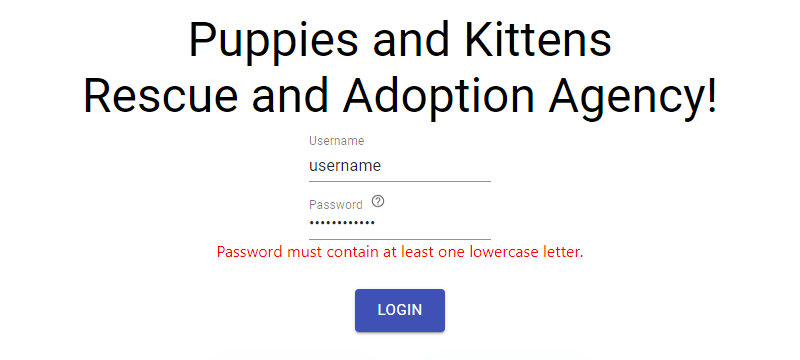 Puppies and Kittens
Rescue and Adoption Agency!
Username
username
Password ?
••••••••••••
Password must contain at least one lowercase letter.
LOGIN